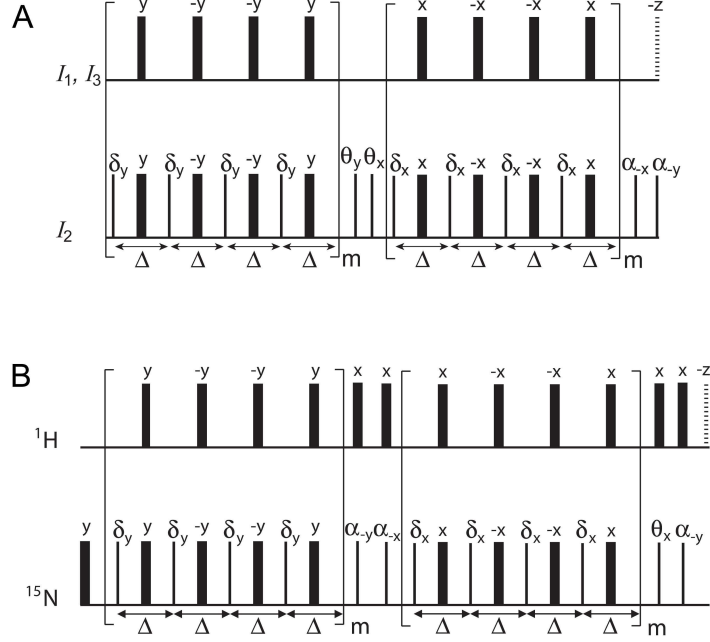 A
y -y -y y x -x -x x -z
I₁, I₃
δy y δy -y δy -y δy y θy θx δx x δx -x δx -x δx x α-x α-y
I₂
Δ Δ Δ Δ m Δ Δ Δ Δ m
B
y -y -y y x x x -x -x x x x -z
¹H
y δy y δy -y δy -y δy y α-y α-x δx x δx -x δx -x δx x θx α-y
¹⁵N
Δ Δ Δ Δ m Δ Δ Δ Δ m